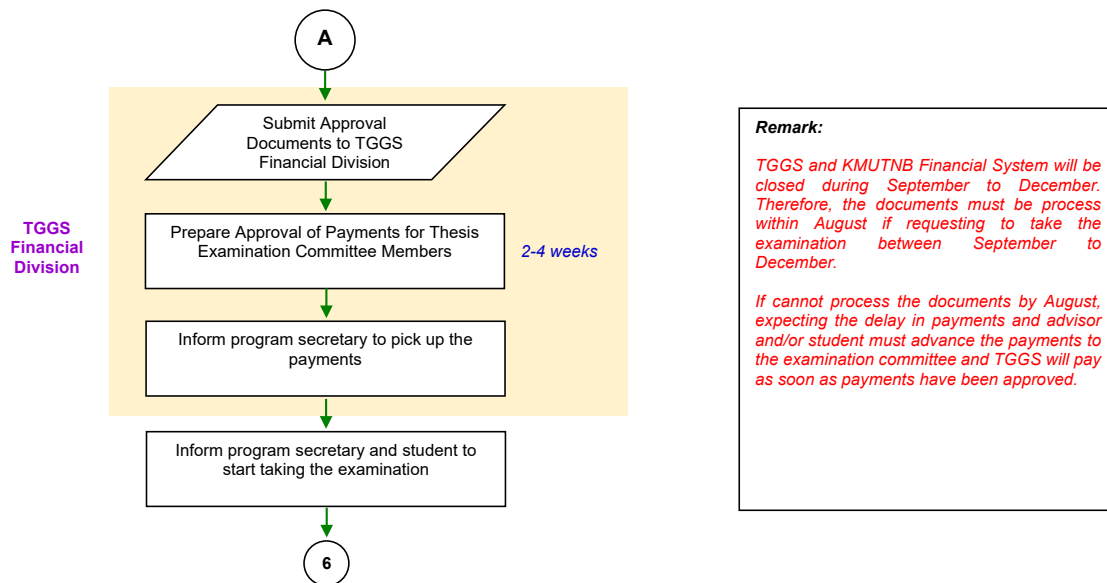 A
Submit Approval
Documents to TGGS
Financial Division
TGGS
Financial
Division
Prepare Approval of Payments for Thesis
Examination Committee Members
2-4 weeks
Inform program secretary to pick up the
payments
Inform program secretary and student to
start taking the examination
6
Remark:
TGGS and KMUTNB Financial System will be
closed during September to December.
Therefore, the documents must be process
within August if requesting to take the
examination between September to
December.
If cannot process the documents by August,
expecting the delay in payments and advisor
and/or student must advance the payments to
the examination committee and TGGS will pay
as soon as payments have been approved.